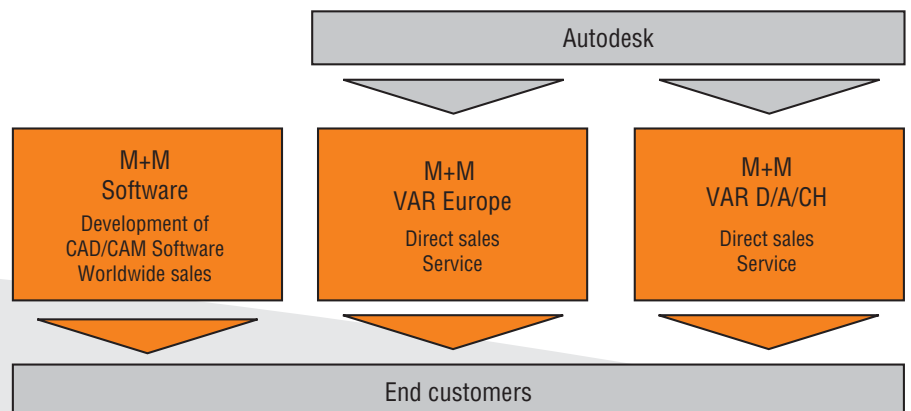 Autodesk
M+M
Software
Development of
CAD/CAM Software
Worldwide sales
M+M
VAR Europe
Direct sales
Service
M+M
VAR D/A/CH
Direct sales
Service
End customers